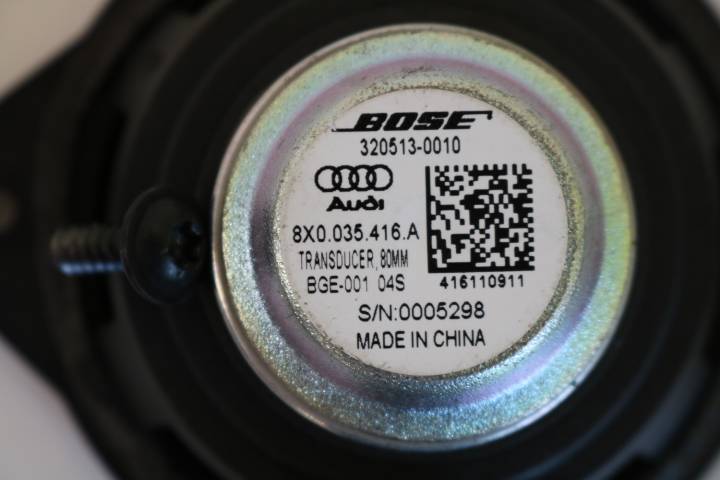 BOSE
320513-0010
Audi
8X0.035.416.A
TRANSDUCER, 80MM
BGE-001 04S
416110911
S/N:0005298
MADE IN CHINA